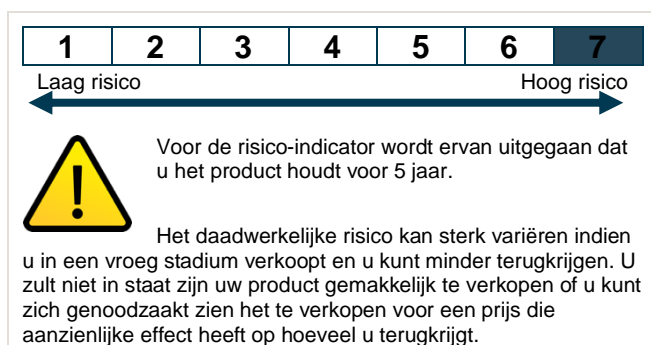 1 2 3 4 5 6 7
Laag risico Hoog risico
Voor de risico-indicator wordt ervan uitgegaan dat
u het product houdt voor 5 jaar.
Het daadwerkelijke risico kan sterk variëren indien
u in een vroeg stadium verkoopt en u kunt minder terugkrijgen. U
zult niet in staat zijn uw product gemakkelijk te verkopen of u kunt
zich genoodzaakt zien het te verkopen voor een prijs die
aanzienlijke effect heeft op hoeveel u terugkrijgt.